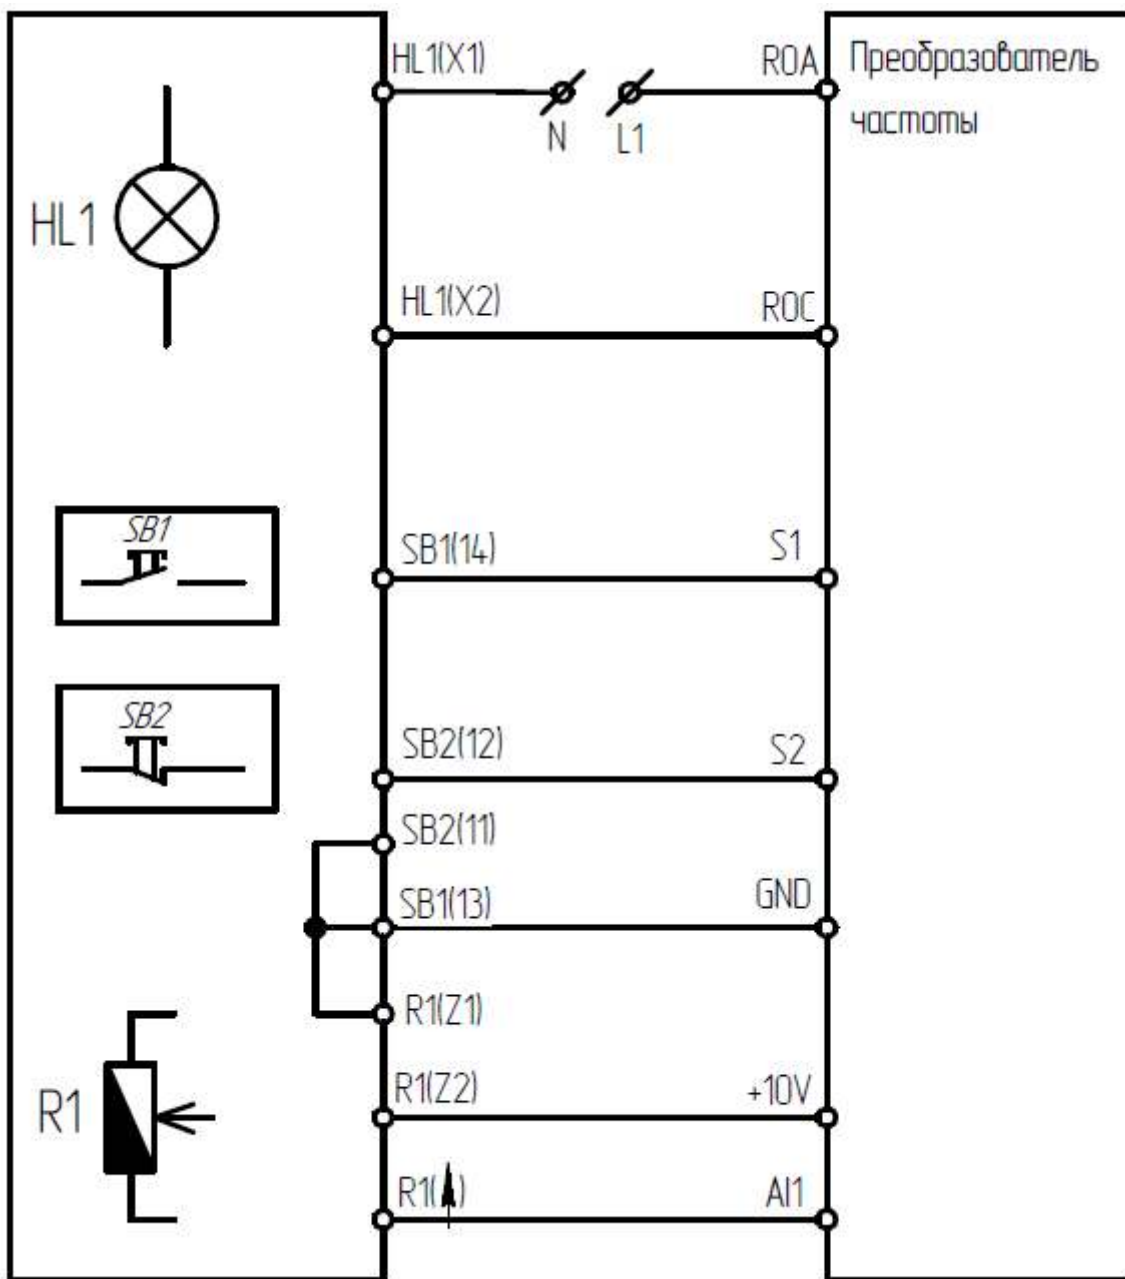 HL1(X1)
ROA
Преобразователь
частоты
N
L1
HL1
HL1(X2)
ROC
SB1
SB1(14)
S1
SB2
SB2(12)
S2
SB2(11)
SB1(13)
GND
R1(Z1)
R1
R1(Z2)
+10V
R1( )
AI1